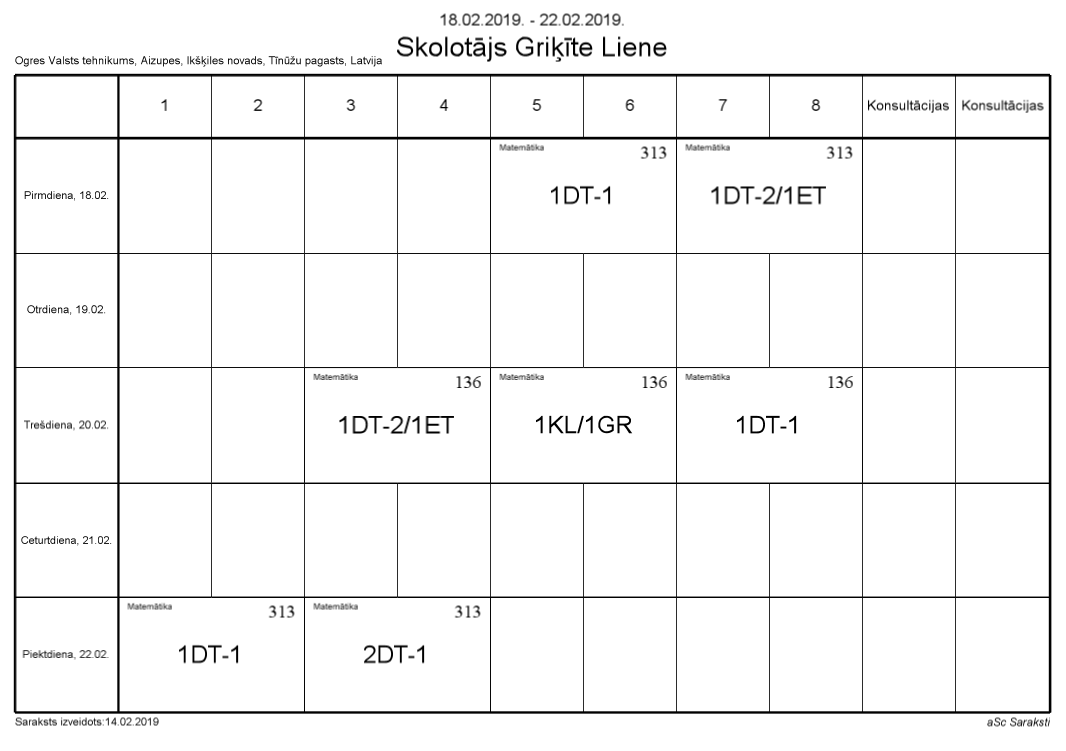 18.02.2019. - 22.02.2019.
Skolotājs Griķīte Liene
Ogres Valsts tehnikums, Aizupes, Ikšķiles novads, Tīnūžu pagasts, Latvija
1 2 3 4 5 6 7 8 Konsultācijas Konsultācijas
Matemātika 313 Matemātika 313
Pirmdiena, 18.02. 1DT-1 1DT-2/1ET
Otrdiena, 19.02.
Matemātika 136 Matemātika 136 Matemātika 136
Trešdiena, 20.02. 1DT-2/1ET 1KL/1GR 1DT-1
Ceturtdiena, 21.02.
Matemātika 313 Matemātika 313
Piektdiena, 22.02. 1DT-1 2DT-1
Saraksts izveidots:14.02.2019 aSc Saraksti